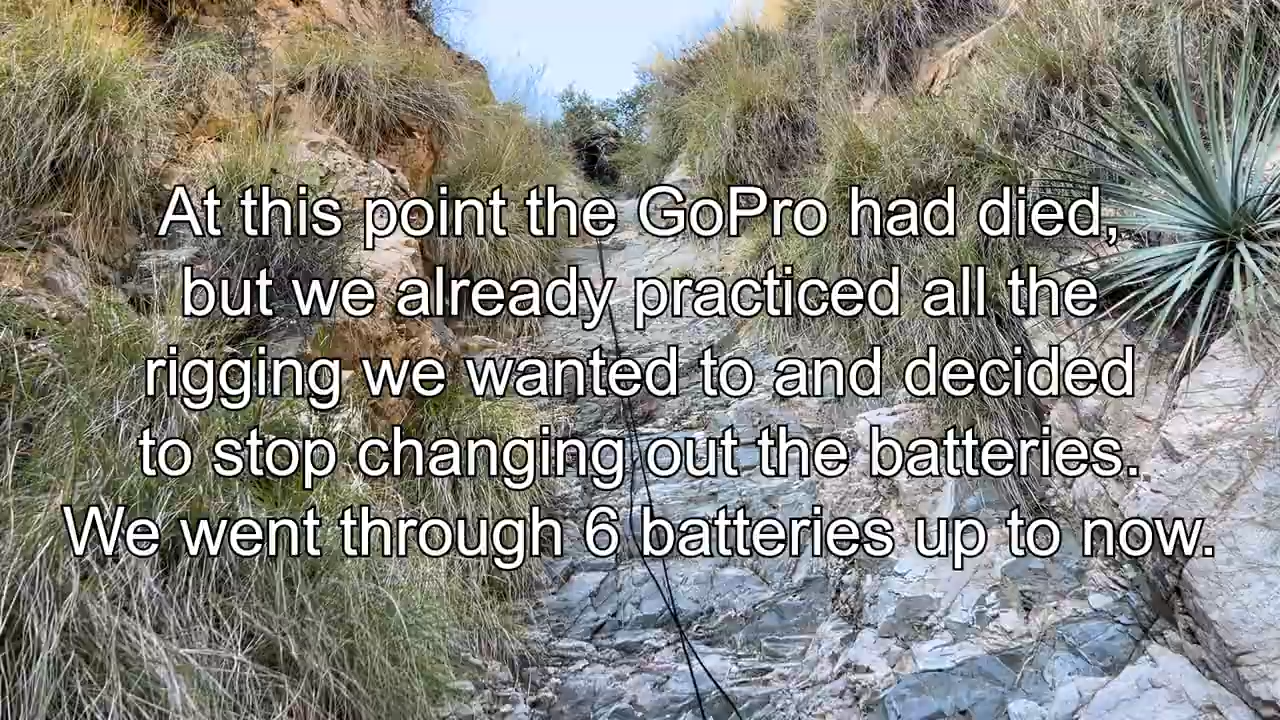 At this point the GoPro had died,
but we already practiced all the
rigging we wanted to and decided
to stop changing out the batteries.
We went through 6 batteries up to now.